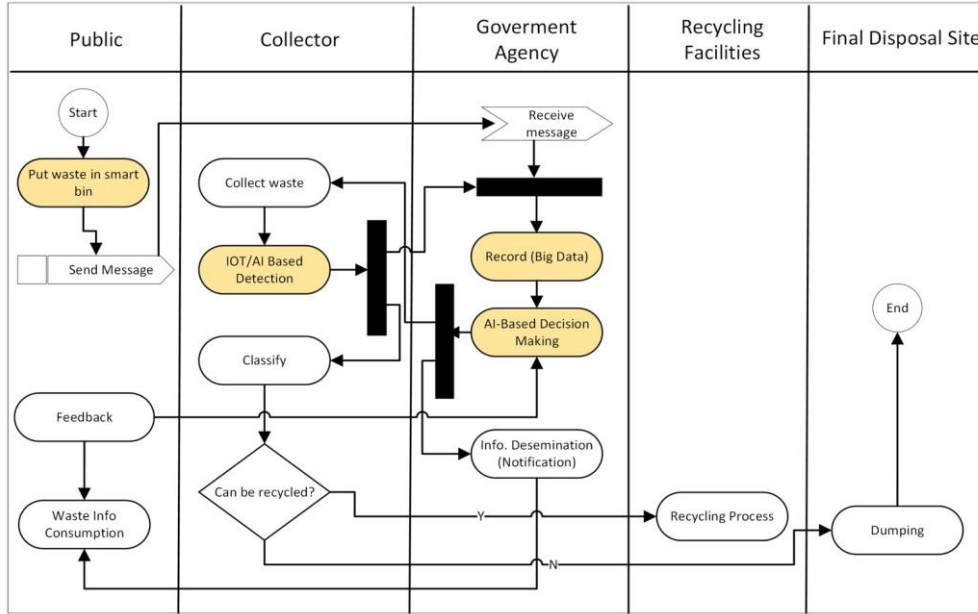 Public
Collector
Goverment
Agency
Recycling
Facilities
Final Disposal Site
Start
Receive
message
Put waste in smart
bin
Collect waste
Send Message
IOT/AI Based
Detection
Record (Big Data)
End
AI-Based Decision
Making
Classify
Feedback
Info. Desemination
(Notification)
Can be recycled?
Waste Info
Consumption
Y
Recycling Process
Dumping
N